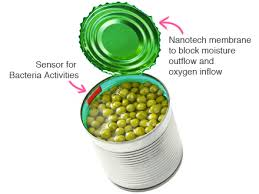 Nanotech membrane
to block moisture
outflow and
oxygen inflow
Sensor for
Bacteria Activities